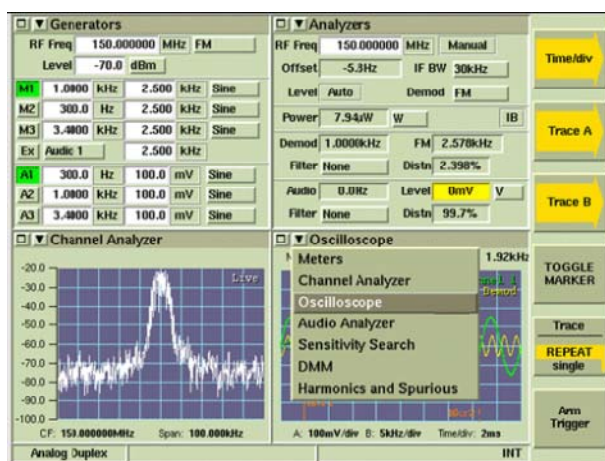 Generators
RF Freq 150.000000 MHz FM
Level -70.0 dBm
M1 1.0000 kHz 2.500 kHz Sine
M2 300.0 Hz 2.500 kHz Sine
M3 3.4000 kHz 2.500 kHz Sine
Ex Audio 1 2.500 kHz
A1 300.0 Hz 100.0 mV Sine
A2 1.0000 kHz 100.0 mV Sine
A3 3.4000 kHz 100.0 mV Sine
Analyzers
RF Freq 150.000000 MHz Manual
Offset -5.3Hz IF BW 30kHz
Level Auto Demod FM
Power 7.94uW W IB
Demod 1.0000kHz FM 2.578kHz
Filter None Distn 2.398%
Audio 0.0Hz Level 0mV V
Filter None Distn 99.7%
Channel Analyzer
Live
-20.0
-30.0
-40.0
-50.0
-60.0
-70.0
-80.0
-90.0
-100.0
CF: 150.000000MHz Span: 100.000kHz
Oscilloscope
1.92kHz
Meters
Channel Analyzer
Oscilloscope
Audio Analyzer
Sensitivity Search
DMM
Harmonics and Spurious
Demod
A: 100mV/div B: 5kHz/div Time/div: 2ms
Time/div
Trace A
Trace B
TOGGLE
MARKER
Trace
REPEAT
single
Arm
Trigger
Analog Duplex
INT